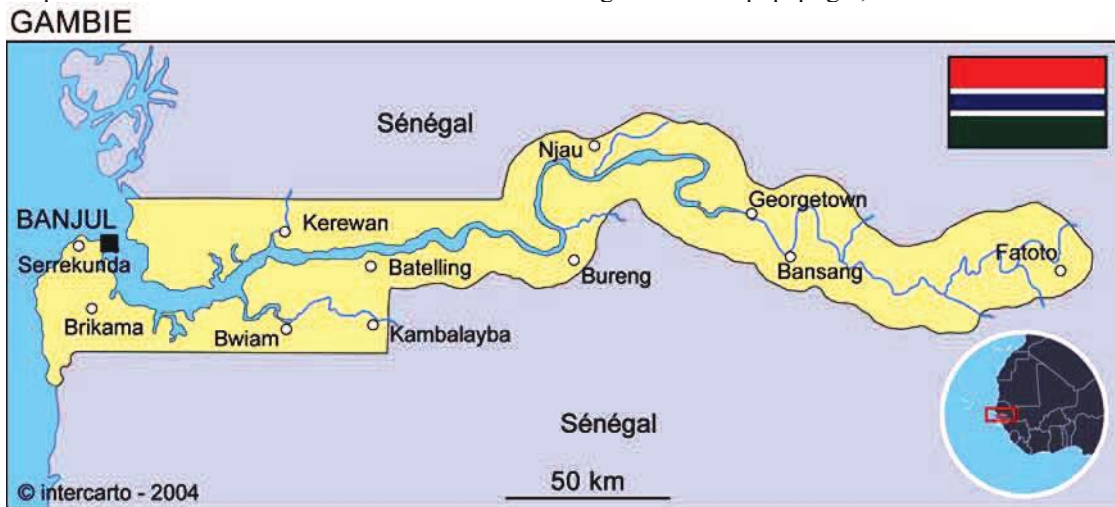 GAMBIE
Sénégal
Njau
Georgetown
BANJUL
Kerewan
Serrekunda
Batelling
Bureng
Bansang
Fatoto
Brikama
Bwiam
Kambalayba
Sénégal
50 km
© intercarto - 2004